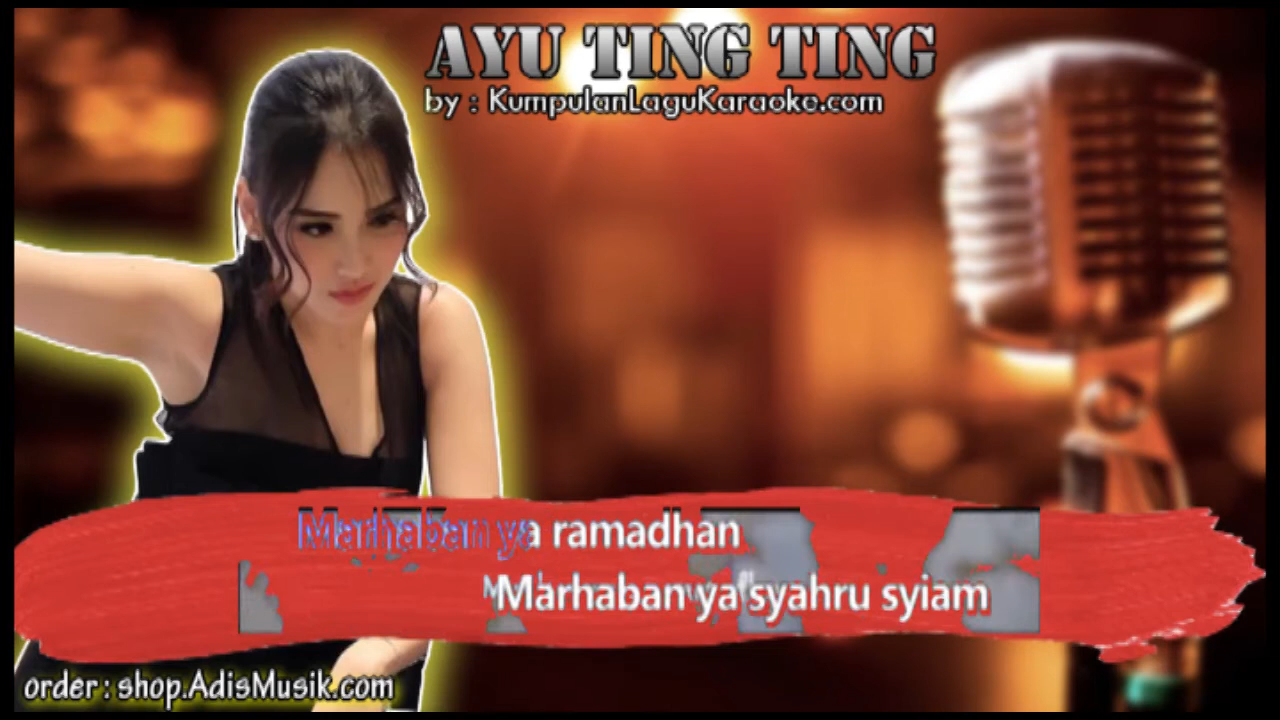 AYU TING TING
by : KumpulanLaguKaraoke.com
Marhaban ya ramadhan
Marhaban ya syahru syiam
order : shop.AdisMusik.com